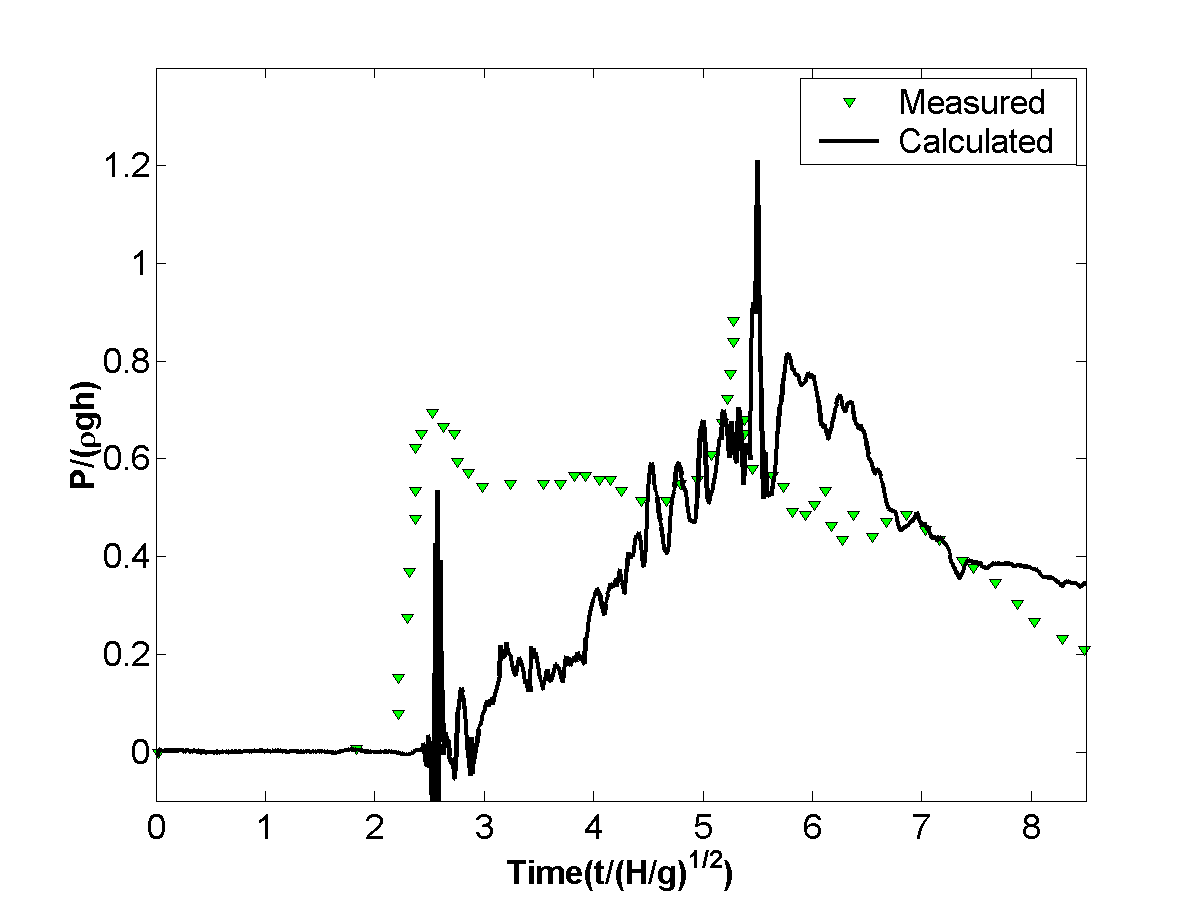 Measured
Calculated
1.2
1
0.8
0.6
0.4
0.2
0
P/(ρgh)
0 1 2 3 4 5 6 7 8
Time(t/(H/g)^1/2)